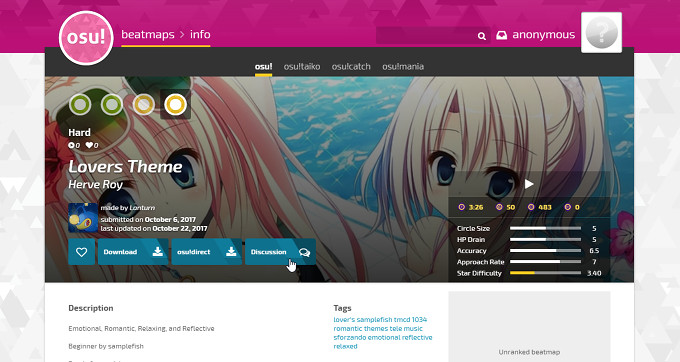 osu!
beatmaps > info
anonymous
?
osu! osu!taiko osu!catch osu!mania
Hard
0 0
Lovers Theme
Herve Roy
made by Lonturn
submitted on October 6, 2017
last updated on October 22, 2017
Download
osu!direct
Discussion
3:26 50 483 0
Circle Size 5
HP Drain 5
Accuracy 6.5
Approach Rate 7
Star Difficulty 3.40
Description
Emotional, Romantic, Relaxing, and Reflective
Beginner by samplefish
Tags
lover's samplefish tmcd 1034
romantic themes tele music
sforzando emotional reflective
relaxed
Unranked beatmap